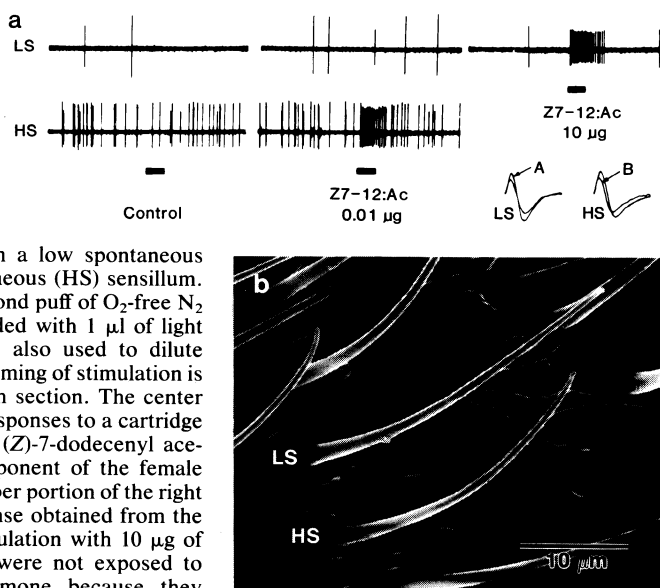 a
LS
HS
Z7-12:Ac
10 µg
Z7-12:Ac
0.01 µg
Control
A
B
LS
HS
n a low spontaneous
neous (HS) sensillum.
ond puff of O₂-free N₂
led with 1 µl of light
also used to dilute
ming of stimulation is
n section. The center
sponses to a cartridge
(Z)-7-dodecenyl ace-
ponent of the female
per portion of the right
nse obtained from the
ulation with 10 µg of
were not exposed to
rmone because they
b
LS
HS
10 µm